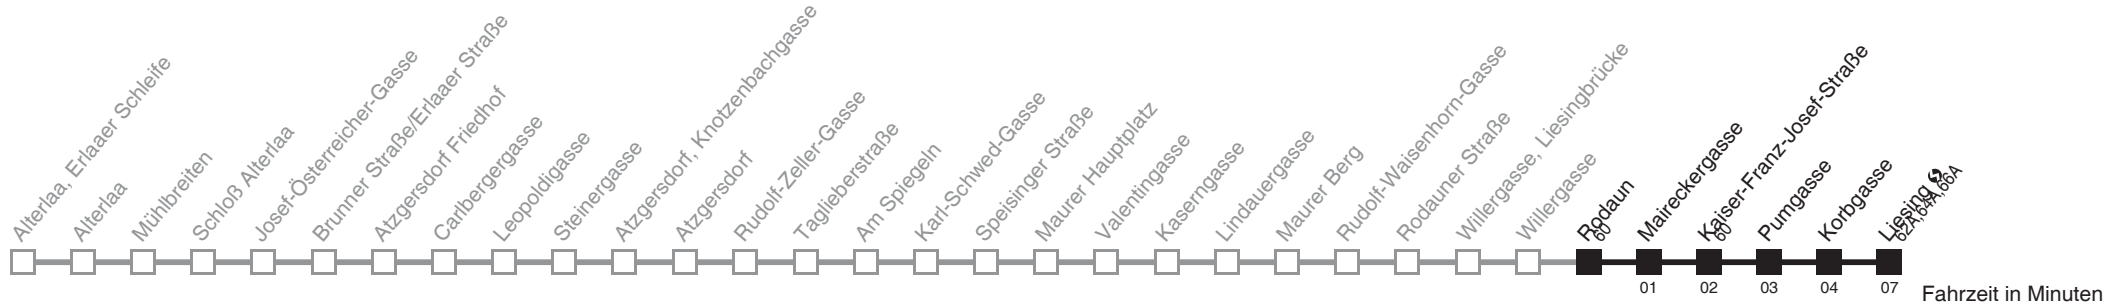 Alterlaa, Erlaaer Schleife
Alterlaa
Mühlbreiten
Schloß Alterlaa
Josef-Österreicher-Gasse
Brunner Straße/Erlaaer Straße
Atzgersdorf Friedhof
Carlbergergasse
Leopoldigasse
Steinergasse
Atzgersdorf, Knotzenbachgasse
Atzgersdorf
Rudolf-Zeller-Gasse
Taglieberstraße
Am Spiegeln
Karl-Schwed-Gasse
Speisinger Straße
Maurer Hauptplatz
Valentingasse
Kaserngasse
Lindauergasse
Maurer Berg
Rudolf-Waisenhorn-Gasse
Rodauner Straße
Willergasse, Liesingbrücke
Willergasse
Rodaun
60
Maireckergasse
Kaiser-Franz-Josef-Straße
60
Pumgasse
Korbgasse
Liesing
62A,64A,66A
01 02 03 04 07
Fahrzeit in Minuten